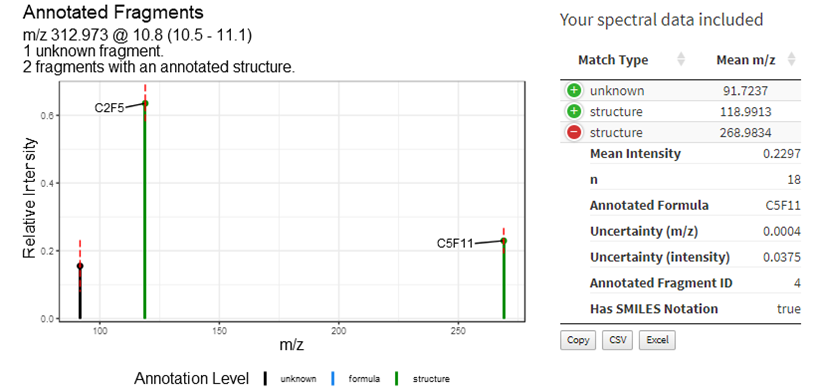 Annotated Fragments
m/z 312.973 @ 10.8 (10.5 - 11.1)
1 unknown fragment.
2 fragments with an annotated structure.
C2F5
C5F11
Relative Intensity
0.6
0.4
0.2
0.0
100
150
200
250
m/z
Annotation Level
unknown
formula
structure
Your spectral data included
Match Type Mean m/z
unknown 91.7237
structure 118.9913
structure 268.9834
Mean Intensity 0.2297
n 18
Annotated Formula C5F11
Uncertainty (m/z) 0.0004
Uncertainty (intensity) 0.0375
Annotated Fragment ID 4
Has SMILES Notation true
Copy CSV Excel